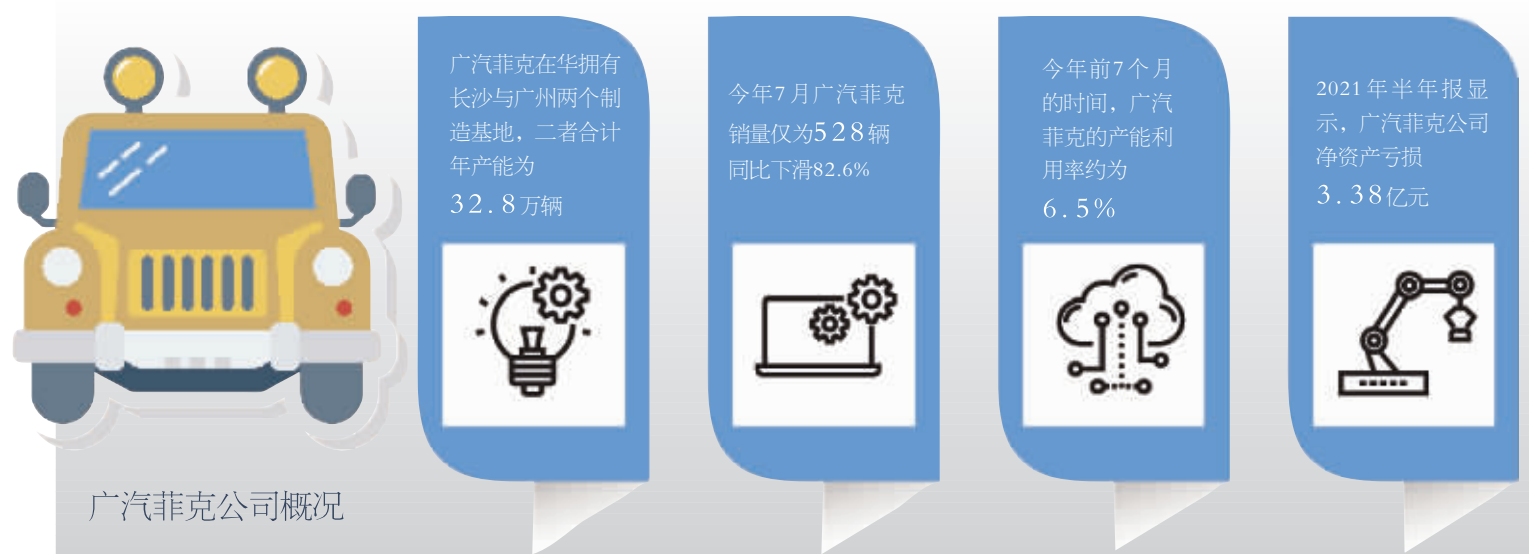 广汽菲克在华拥有
长沙与广州两个制
造基地，二者合计
年产能为
32.8万辆
今年7月广汽菲克
销量仅为528辆
同比下滑82.6%
今年前7个月
的时间，广汽
菲克的产能利
用率约为
6.5%
2021年半年报显
示，广汽菲克公司
净资产亏损
3.38亿元
广汽菲克公司概况